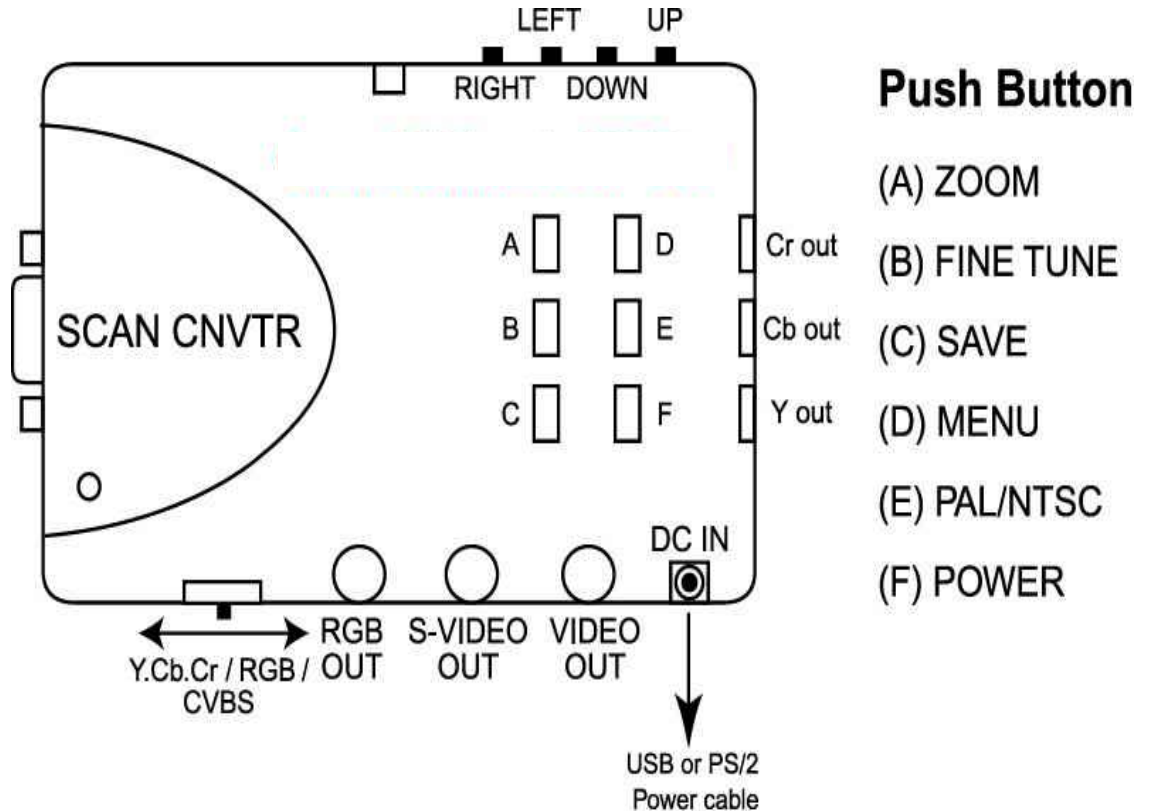 LEFT UP
RIGHT DOWN
Push Button
(A) ZOOM
(B) FINE TUNE
(C) SAVE
(D) MENU
(E) PAL/NTSC
(F) POWER
A D Cr out
SCAN CNVTR B E Cb out
C F Y out
DC IN
RGB OUT
S-VIDEO OUT
VIDEO OUT
Y.Cb.Cr / RGB /
CVBS
USB or PS/2
Power cable